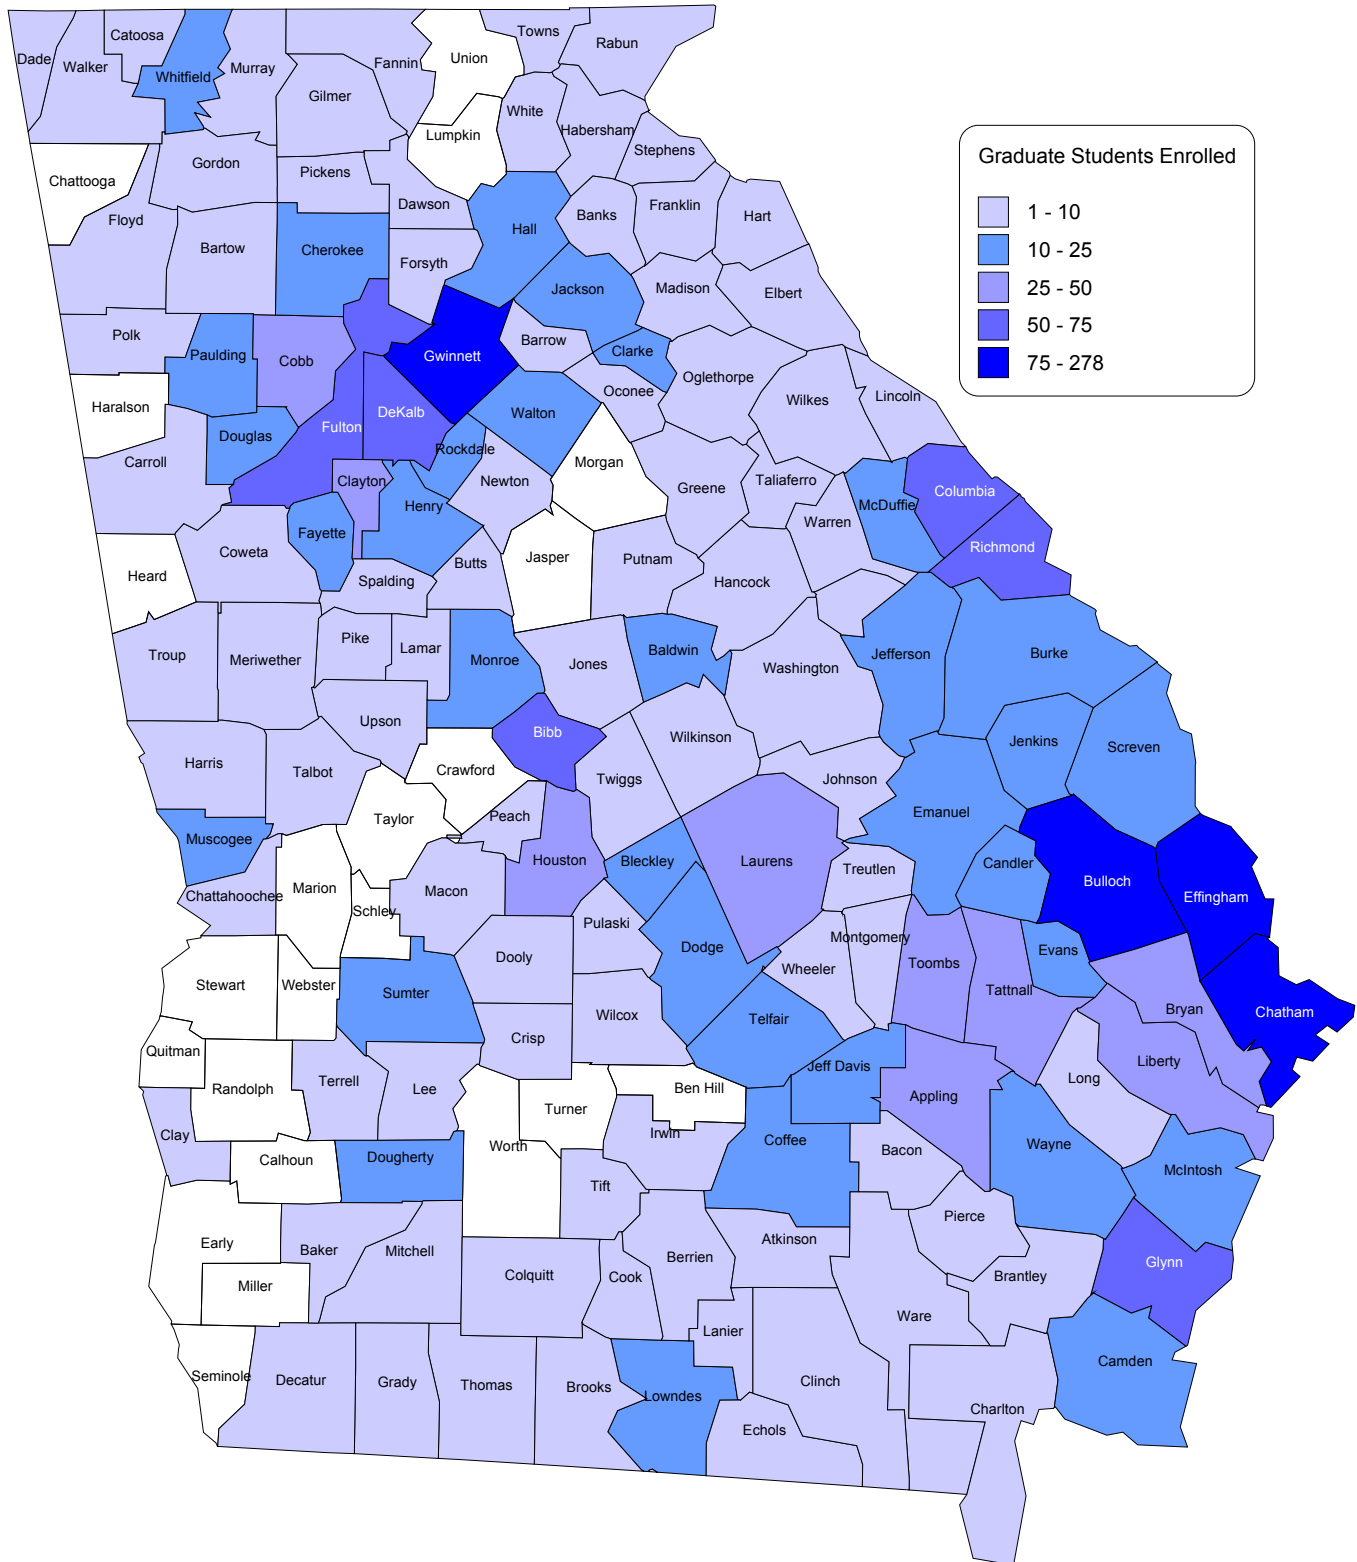 Graduate Students Enrolled
1 - 10
10 - 25
25 - 50
50 - 75
75 - 278
Dade
Walker
Catoosa
Whitfield
Murray
Fannin
Gilmer
Union
Towns
Rabun
White
Habersham
Stephens
Lumpkin
Chattooga
Gordon
Pickens
Dawson
Floyd
Bartow
Cherokee
Forsyth
Hall
Banks
Franklin
Hart
Jackson
Madison
Elbert
Polk
Paulding
Cobb
Gwinnett
Barrow
Clarke
Oconee
Oglethorpe
Wilkes
Lincoln
Haralson
Douglas
Fulton
DeKalb
Walton
Rockdale
Carroll
Clayton
Newton
Morgan
Greene
Taliaferro
McDuffie
Columbia
Henry
Fayette
Coweta
Warren
Richmond
Heard
Spalding
Butts
Jasper
Putnam
Hancock
Troup
Meriwether
Pike
Lamar
Monroe
Jones
Baldwin
Washington
Jefferson
Burke
Upson
Bibb
Wilkinson
Jenkins
Screven
Harris
Talbot
Crawford
Twiggs
Johnson
Taylor
Peach
Emanuel
Muscogee
Houston
Bleckley
Laurens
Treutlen
Candler
Bulloch
Effingham
Chattahoochee
Marion
Schley
Macon
Pulaski
Dodge
Montgomery
Wheeler
Toombs
Evans
Dooly
Stewart
Webster
Sumter
Tattnall
Bryan
Chatham
Wilcox
Telfair
Crisp
Quitman
Randolph
Terrell
Lee
Turner
Ben Hill
Jeff Davis
Appling
Long
Liberty
Clay
Calhoun
Dougherty
Worth
Irwin
Coffee
Bacon
Wayne
McIntosh
Tift
Early
Baker
Mitchell
Berrien
Atkinson
Pierce
Glynn
Miller
Colquitt
Cook
Brantley
Ware
Lanier
Seminole
Decatur
Grady
Thomas
Brooks
Lowndes
Clinch
Camden
Charlton
Echols